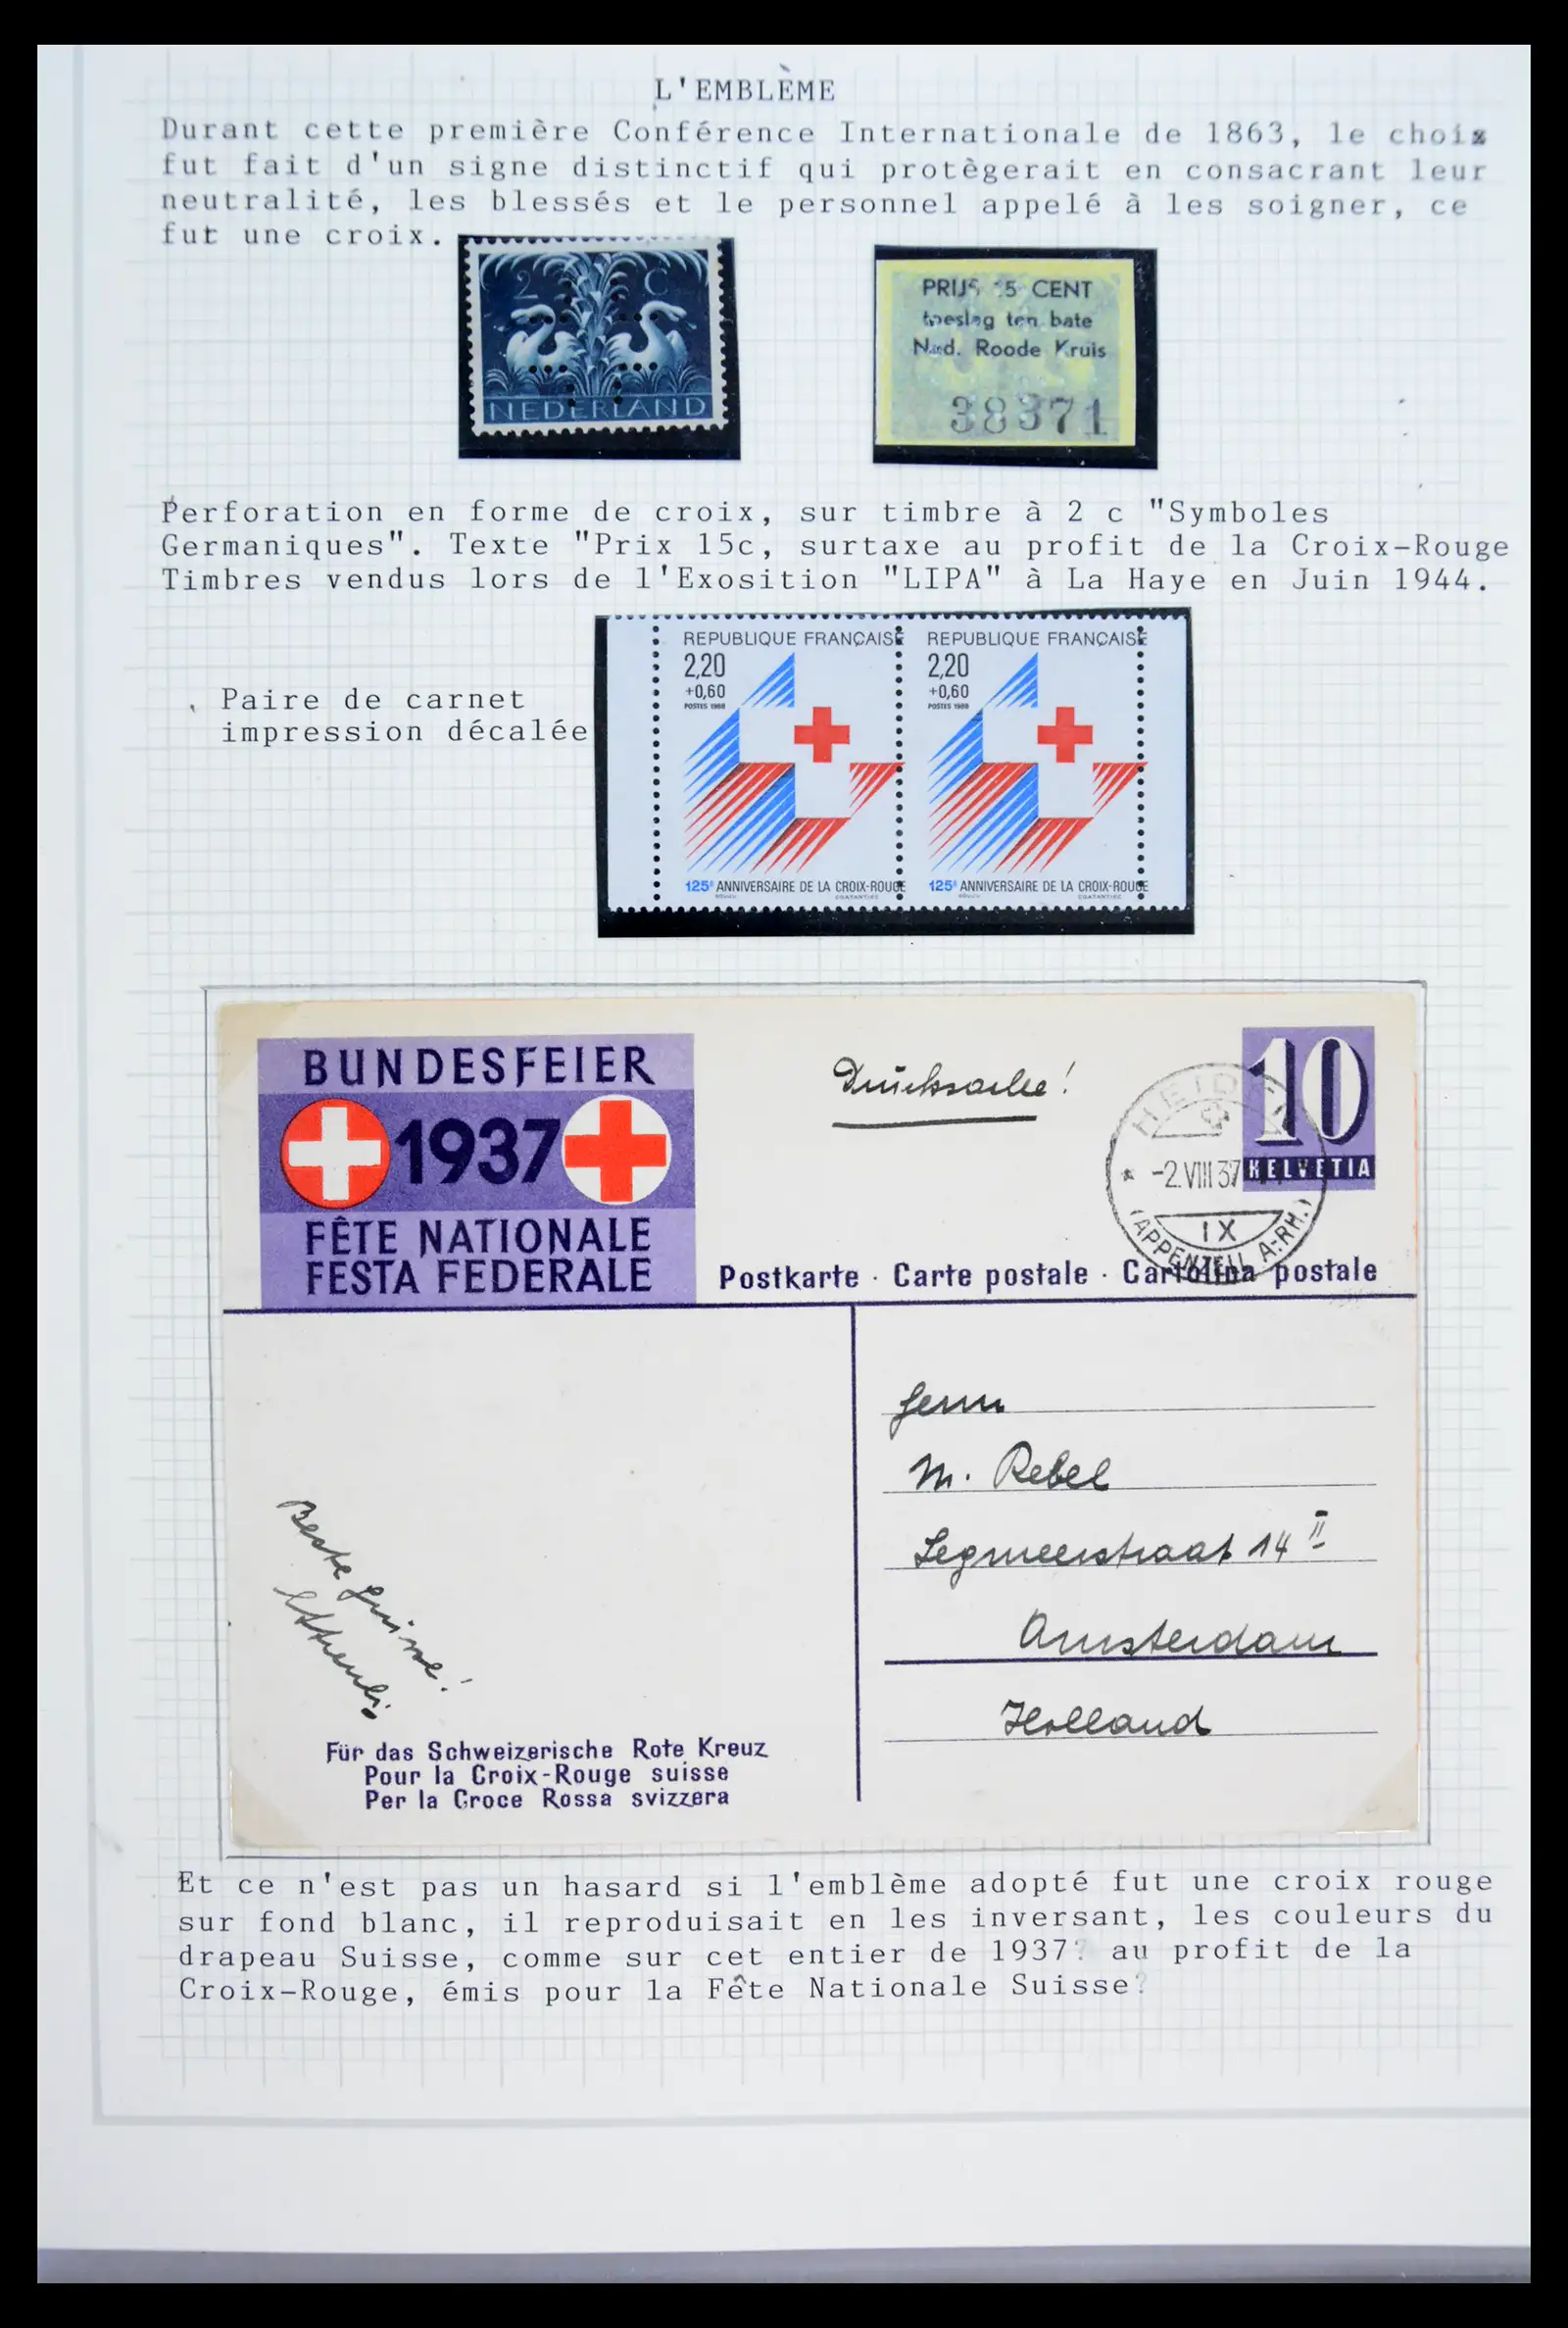 L'EMBLÈME
Durant cette première Conférence Internationale de 1863, le choix
fut fait d'un signe distinctif qui protègerait en consacrant leur
neutralité, les blessés et le personnel appelé à les soigner, ce
fut une croix.
2 C
NEDERLAND
PRIJS 15 CENT
toeslag ten bate
Ned. Roode Kruis
38371
Perforation en forme de croix, sur timbre à 2 c "Symboles
Germaniques". Texte "Prix 15c, surtaxe au profit de la Croix-Rouge
Timbres vendus lors de l'Exosition "LIPA" à La Haye en Juin 1944.
Paire de carnet
impression décalée
REPUBLIQUE FRANÇAISE
2,20
+0,60
POSTES 1988
125e ANNIVERSAIRE DE LA CROIX-ROUGE
REPUBLIQUE FRANÇAISE
2,20
+0,60
POSTES 1988
125e ANNIVERSAIRE DE LA CROIX-ROUGE
BUNDESFEIER
1937
FÊTE NATIONALE
FESTA FEDERALE
Drucksache!
10
HELVETIA
HEIDEN
-2.VIII 37
IX
(APPENZELL A.RH.)
Postkarte · Carte postale · Cartolina postale
Herrn
M. Rebel
Legmeerstraat 14 II
Amsterdam
Holland
Beste Grüsse!
Für das Schweizerische Rote Kreuz
Pour la Croix-Rouge suisse
Per la Croce Rossa svizzera
Et ce n'est pas un hasard si l'emblème adopté fut une croix rouge
sur fond blanc, il reproduisait en les inversant, les couleurs du
drapeau Suisse, comme sur cet entier de 1937 au profit de la
Croix-Rouge, émis pour la Fête Nationale Suisse